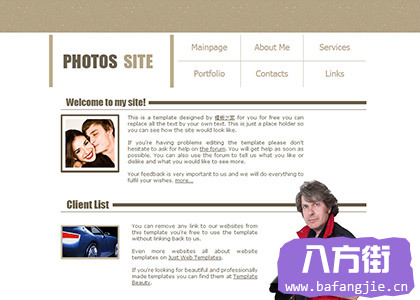 PHOTOS SITE
Mainpage About Me Services
Portfolio Contacts Links
Welcome to my site!
This is a template designed by 模板之家 for you for free you can
replace all the text by your own text. This is just a place holder
so you can see how the site would look like.
If you're having problems editing the template please don't
hesitate to ask for help on the forum. You will get help as soon as
possible. You can also use the forum to tell us what you like or
dislike and what you would like to see more.
Your feedback is very important to us and we will do everything to
fulfil your wishes. more...
Client List
You can remove any link to our websites from
this template you're free to use the template
without linking back to us.
Even more websites all about website
templates on Just Web Templates.
If you're looking for beautiful and professionally
made templates you can find them at Template
Beauty.
八方街
www.bafangjie.cn